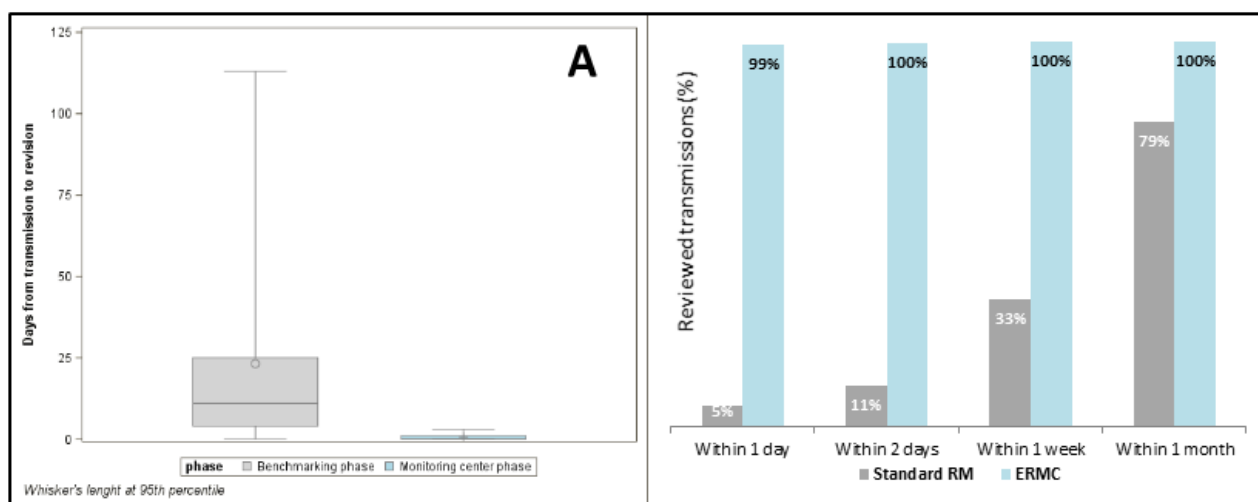 A
Days from transmission to revision
125
100
75
50
25
0
phase Benchmarking phase Monitoring center phase
Whisker's lenght at 95th percentile
Reviewed transmissions (%)
99% 100% 100% 100%
5% 11% 33% 79%
Within 1 day Within 2 days Within 1 week Within 1 month
Standard RM ERMC